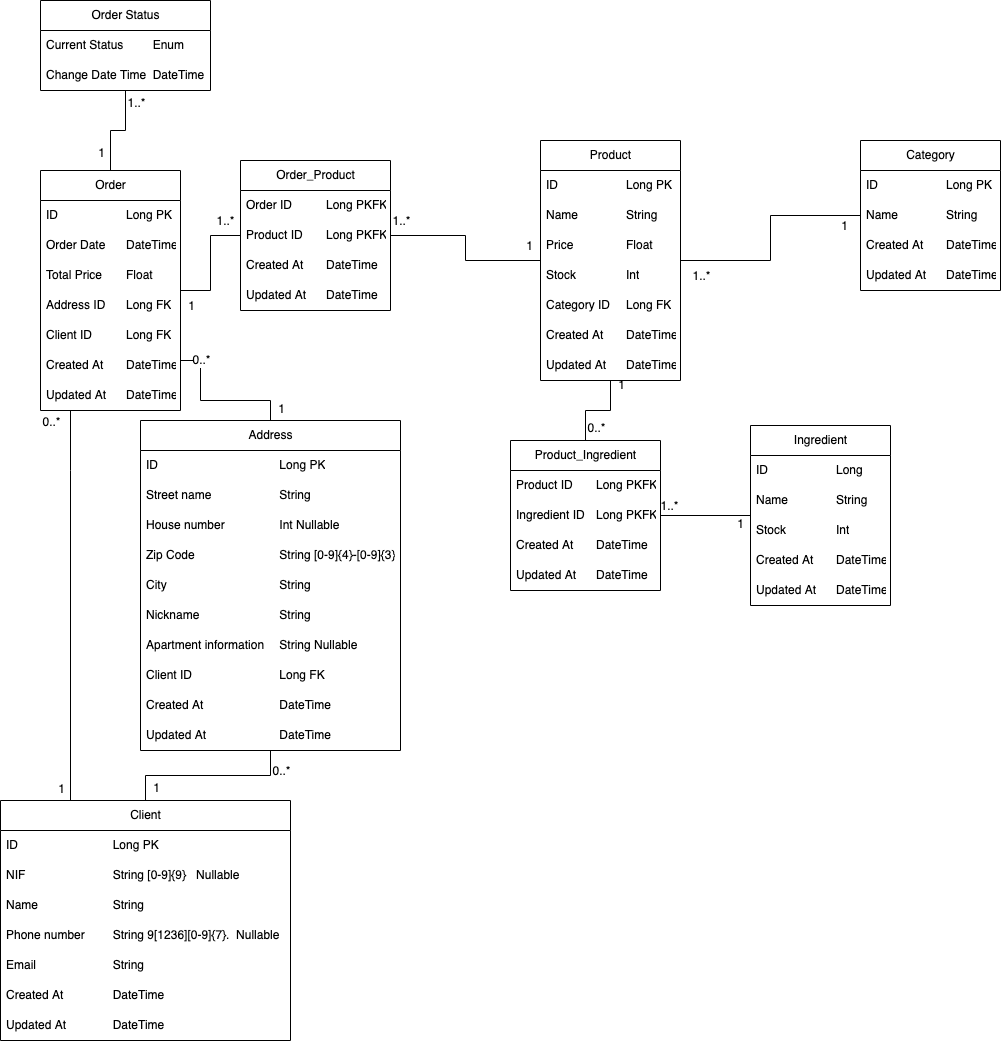 Order Status
Current Status Enum
Change Date Time DateTime
1..*
1
Order
ID Long PK
Order Date DateTime
Total Price Float
Address ID Long FK
Client ID Long FK
Created At DateTime
Updated At DateTime
1..*
1
Order_Product
Order ID Long PKFK
Product ID Long PKFK
Created At DateTime
Updated At DateTime
1..*
1
Product
ID Long PK
Name String
Price Float
Stock Int
Category ID Long FK
Created At DateTime
Updated At DateTime
1..*
1
Category
ID Long PK
Name String
Created At DateTime
Updated At DateTime
0..*
1
0..*
1
0..*
Address
ID Long PK
Street name String
House number Int Nullable
Zip Code String [0-9]{4}-[0-9]{3}
City String
Nickname String
Apartment information String Nullable
Client ID Long FK
Created At DateTime
Updated At DateTime
Product_Ingredient
Product ID Long PKFK
Ingredient ID Long PKFK
Created At DateTime
Updated At DateTime
1..*
1
Ingredient
ID Long
Name String
Stock Int
Created At DateTime
Updated At DateTime
0..*
1
1
Client
ID Long PK
NIF String [0-9]{9} Nullable
Name String
Phone number String 9[1236][0-9]{7}. Nullable
Email String
Created At DateTime
Updated At DateTime